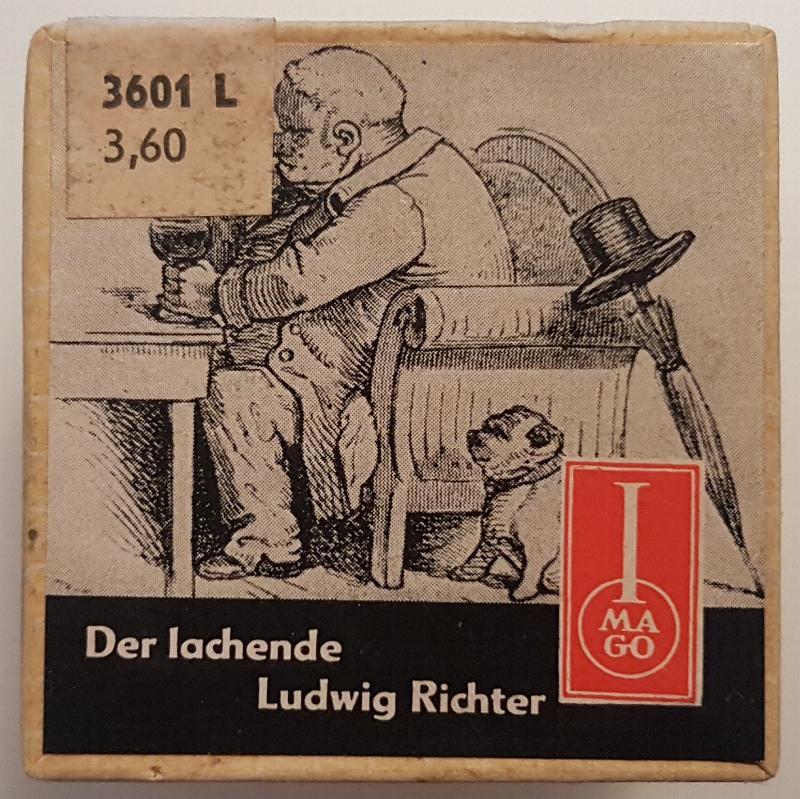 3601 L
3,60
Der lachende
Ludwig Richter
I
MA
GO